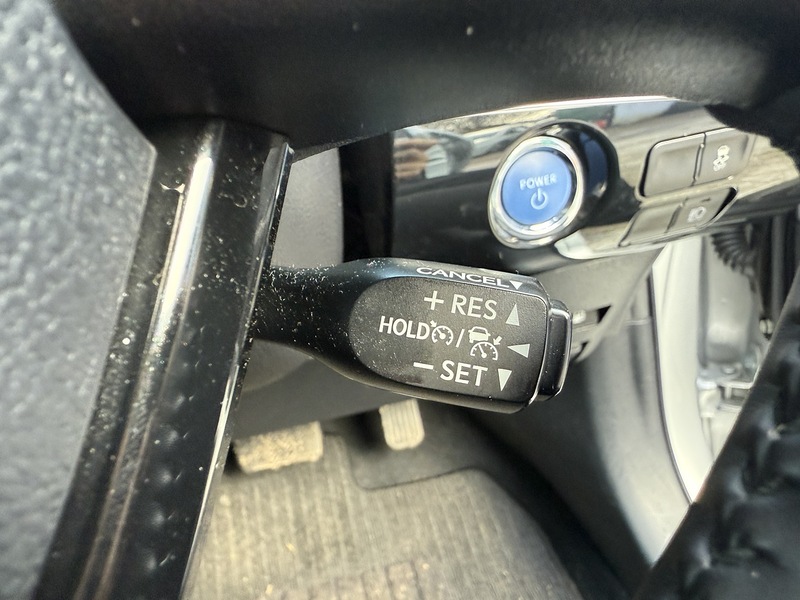 POWER
CANCEL
+ RES
HOLD /
− SET